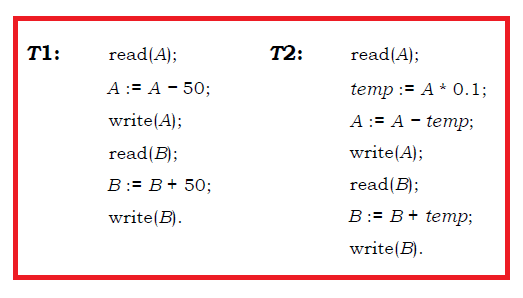 T1: read(A); T2: read(A);
A := A − 50; temp := A * 0.1;
write(A); A := A − temp;
read(B); write(A);
B := B + 50; read(B);
write(B). B := B + temp;
write(B).